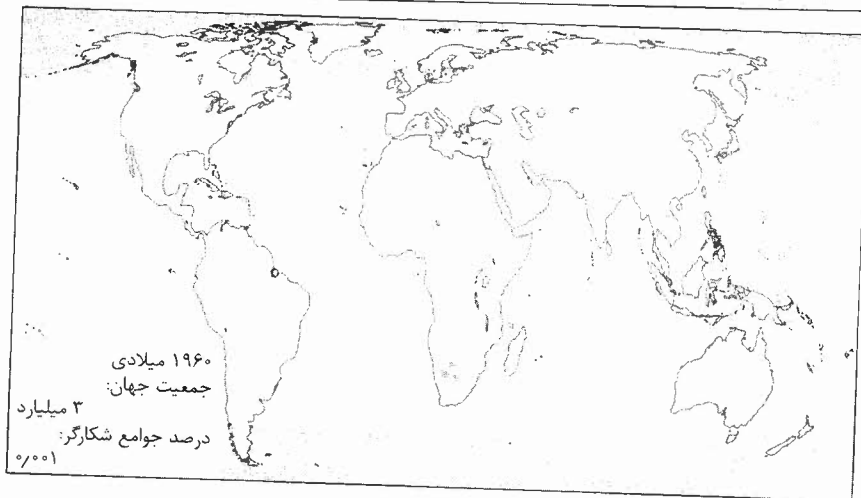 ۱۹۶۰ میلادی
جمعیت جهان:
۳ میلیارد
درصد جوامع شکارگر:
۰/۰۰۱